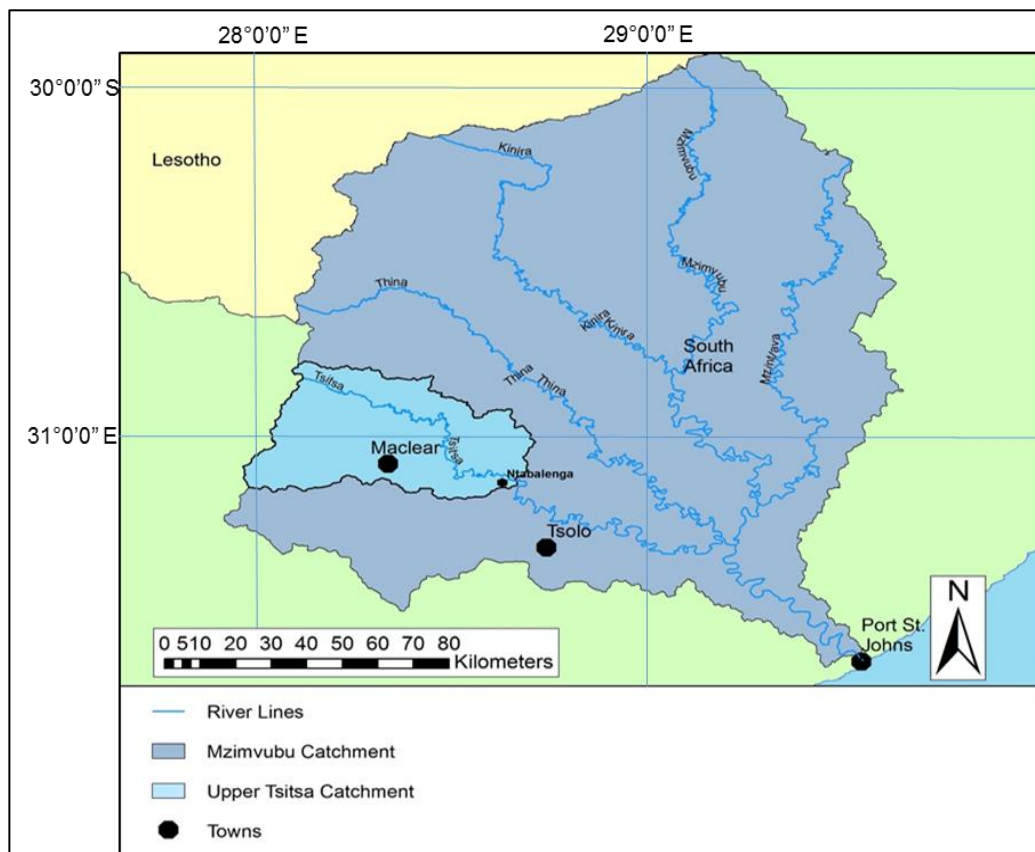 28°0’0” E
29°0’0” E
30°0’0” S
Lesotho
Kinira
Mzimvubu
Mzimvubu
Thina
Kinira
Kinira
South
Africa
Mzintrava
Thina
Thina
Tsitsa
31°0’0” E
Maclear
Tsitsa
Ntabalenga
Tsolo
N
Port St.
Johns
0 5 10 20 30 40 50 60 70 80
Kilometers
River Lines
Mzimvubu Catchment
Upper Tsitsa Catchment
Towns